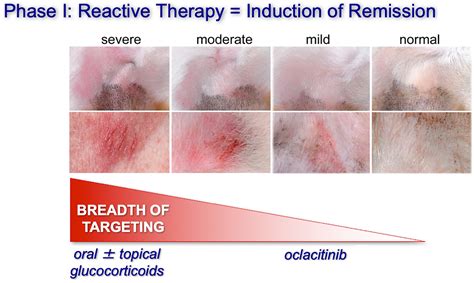 Phase I: Reactive Therapy = Induction of Remission
severe moderate mild normal
BREADTH OF
TARGETING
oral ± topical
glucocorticoids
oclacitinib